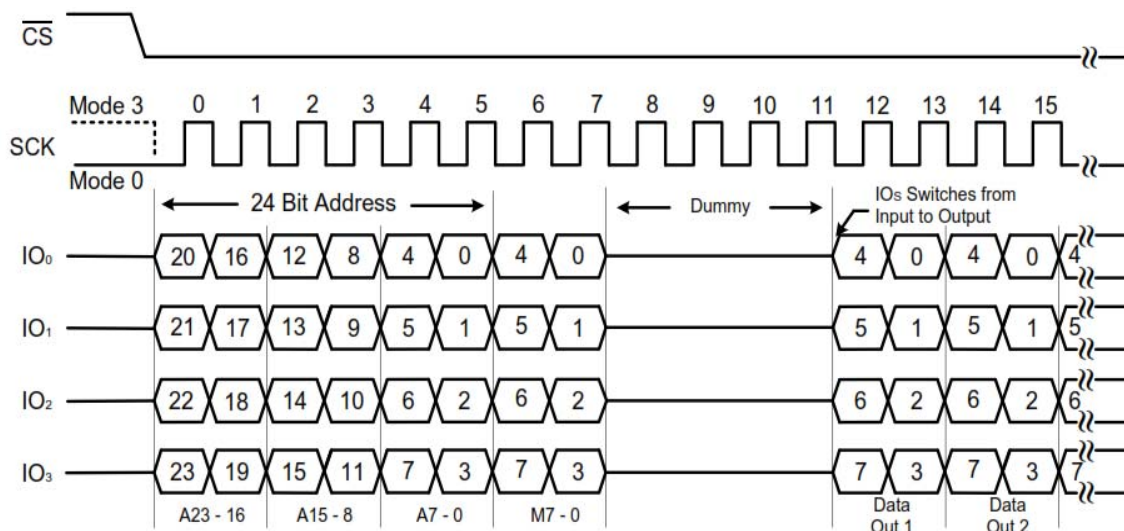 CS
Mode 3 0 1 2 3 4 5 6 7 8 9 10 11 12 13 14 15
SCK
Mode 0
24 Bit Address Dummy IOs Switches from
Input to Output
IO₀ 20 16 12 8 4 0 4 0 4 0 4 0 4
IO₁ 21 17 13 9 5 1 5 1 5 1 5 1 5
IO₂ 22 18 14 10 6 2 6 2 6 2 6 2 6
IO₃ 23 19 15 11 7 3 7 3 7 3 7 3 7
A23 - 16 A15 - 8 A7 - 0 M7 - 0 Data Data
Out 1 Out 2